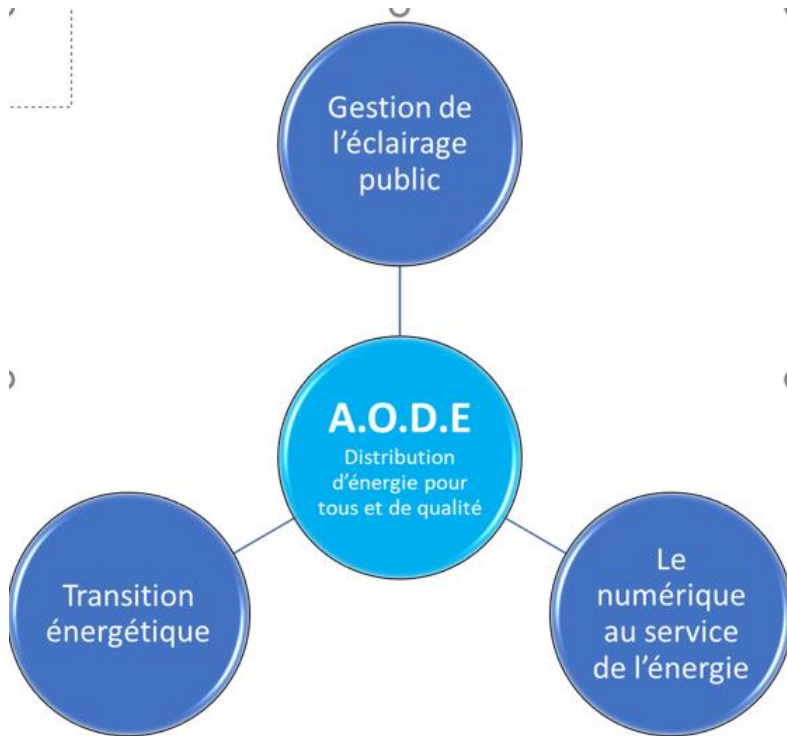 Gestion de
l’éclairage
public
A.O.D.E
Distribution
d’énergie pour
tous et de qualité
Transition
énergétique
Le
numérique
au service
de l’énergie